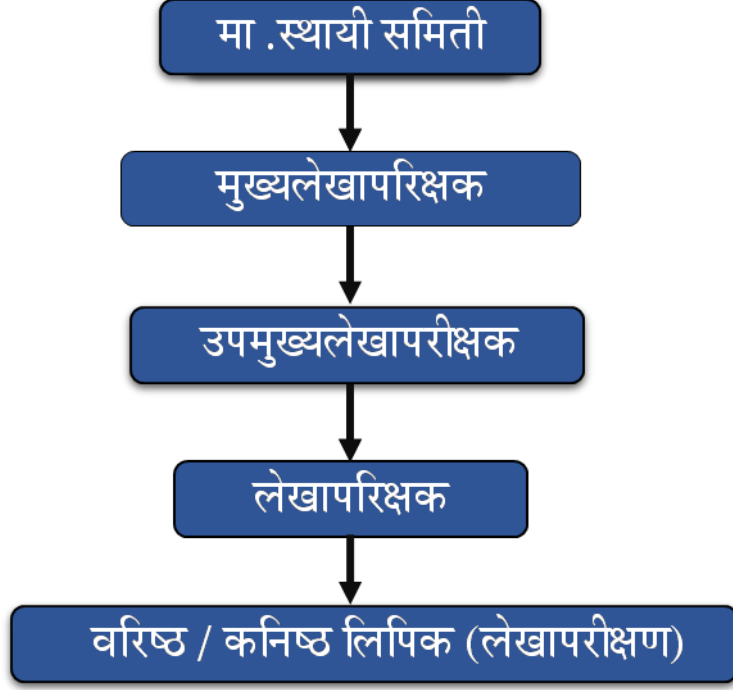 मा .स्थायी समिती
मुख्यलेखापरिक्षक
उपमुख्यलेखापरीक्षक
लेखापरिक्षक
वरिष्ठ / कनिष्ठ लिपिक (लेखापरीक्षण)